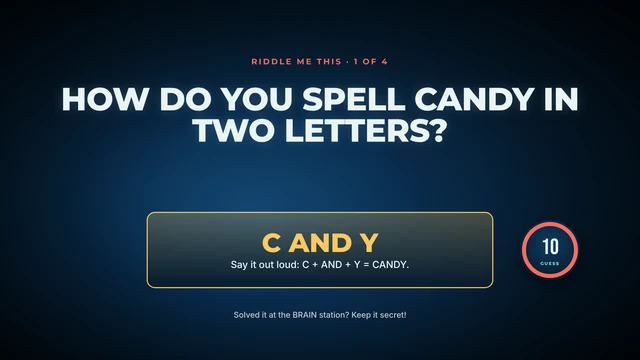 RIDDLE ME THIS · 1 OF 4
HOW DO YOU SPELL CANDY IN
TWO LETTERS?
C AND Y
Say it out loud: C + AND + Y = CANDY.
10
GUESS
Solved it at the BRAIN station? Keep it secret!